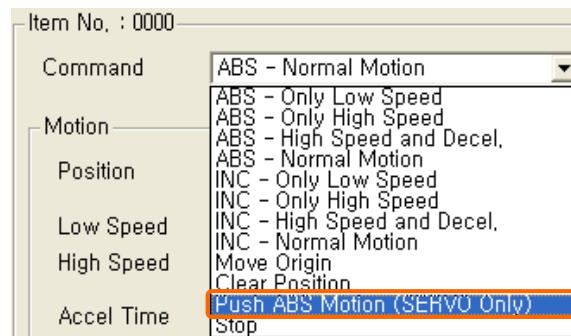 Item No. : 0000
Command
ABS - Normal Motion
ABS - Only Low Speed
ABS - Only High Speed
ABS - High Speed and Decel.
ABS - Normal Motion
INC - Only Low Speed
INC - Only High Speed
INC - High Speed and Decel.
INC - Normal Motion
Move Origin
Clear Position
Push ABS Motion (SERVO Only)
Stop
Motion
Position
Low Speed
High Speed
Accel Time